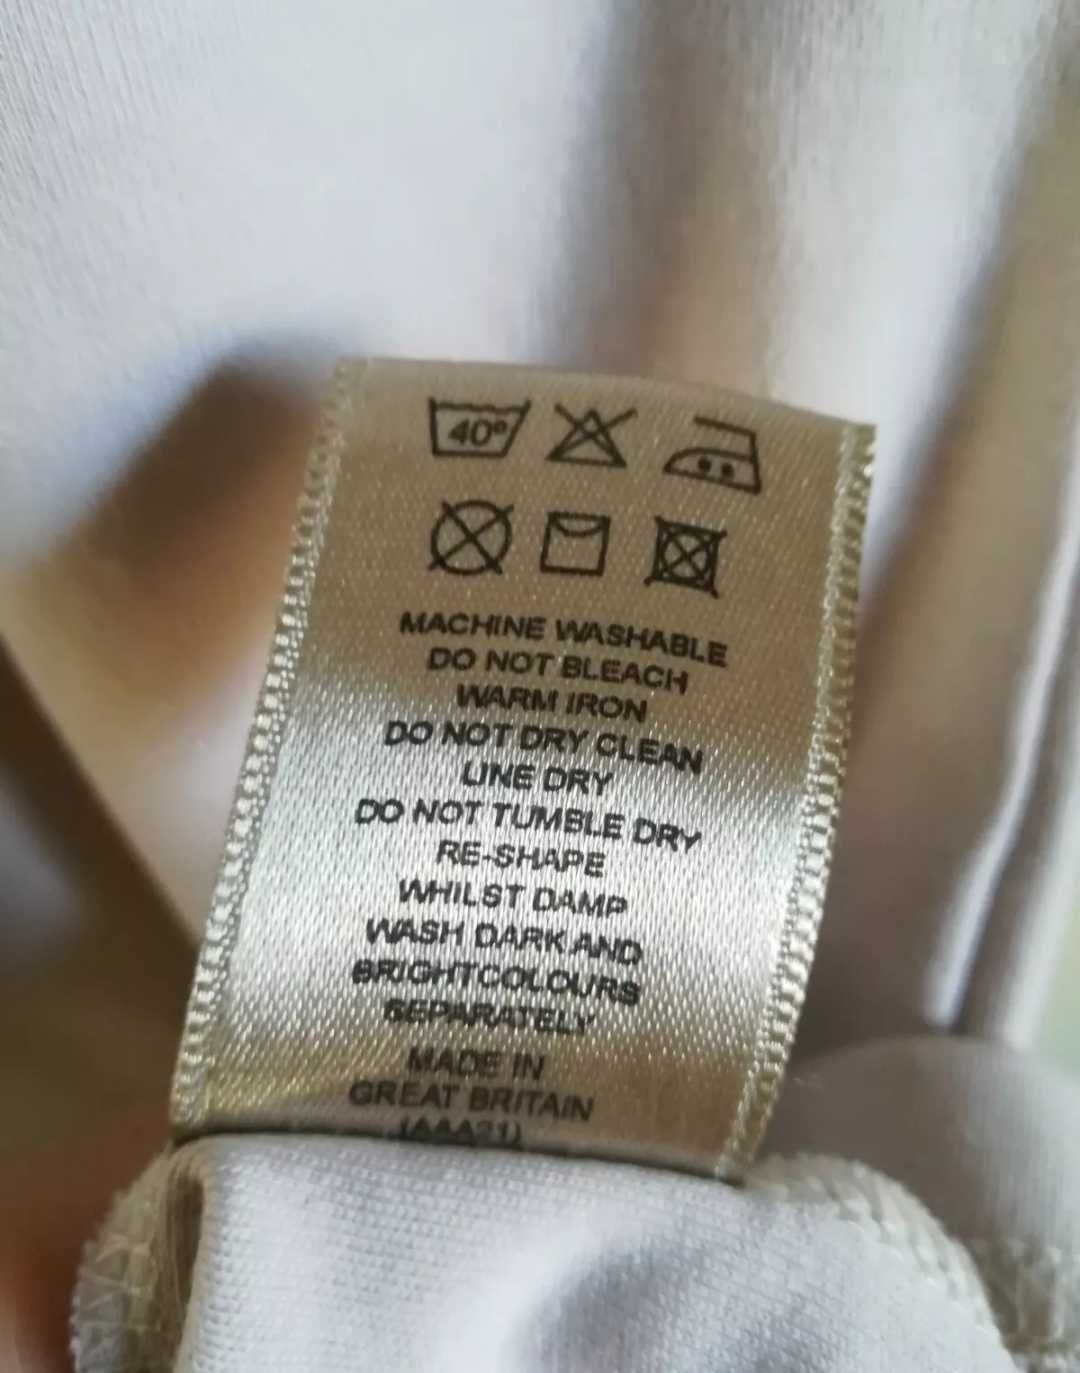 40°
MACHINE WASHABLE
DO NOT BLEACH
WARM IRON
DO NOT DRY CLEAN
LINE DRY
DO NOT TUMBLE DRY
RE-SHAPE
WHILST DAMP
WASH DARK AND
BRIGHTCOLOURS
SEPARATELY
MADE IN
GREAT BRITAIN
(AAA31)